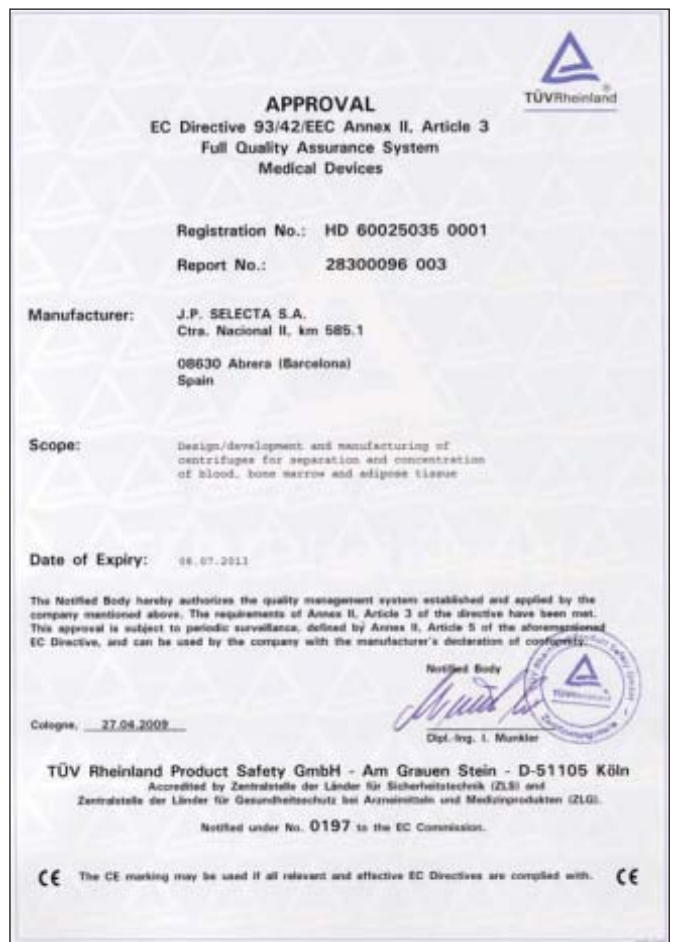 TÜVRheinland
®
APPROVAL
EC Directive 93/42/EEC Annex II, Article 3
Full Quality Assurance System
Medical Devices
Registration No.: HD 60025035 0001
Report No.: 28300096 003
Manufacturer: J.P. SELECTA S.A.
Ctra. Nacional II, km 585.1
08630 Abrera (Barcelona)
Spain
Scope: Design/development and manufacturing of
centrifuges for separation and concentration
of blood, bone marrow and adipose tissue
Date of Expiry: 06.07.2013
The Notified Body hereby authorizes the quality management system established and applied by the
company mentioned above. The requirements of Annex II, Article 3 of the directive have been met.
This approval is subject to periodic surveillance, defined by Annex II, Article 5 of the aforementioned
EC Directive, and can be used by the company with the manufacturer's declaration of conformity.
Notified Body
TÜVRheinland
Cologne, 27.04.2009
Dipl.-Ing. I. Munkler
TÜV Rheinland Product Safety GmbH - Am Grauen Stein - D-51105 Köln
Accredited by Zentralstelle der Länder für Sicherheitstechnik (ZLS) and
Zentralstelle der Länder für Gesundheitsschutz bei Arzneimitteln und Medizinprodukten (ZLG).
Notified under No. 0197 to the EC Commission.
CE The CE marking may be used if all relevant and effective EC Directives are complied with. CE